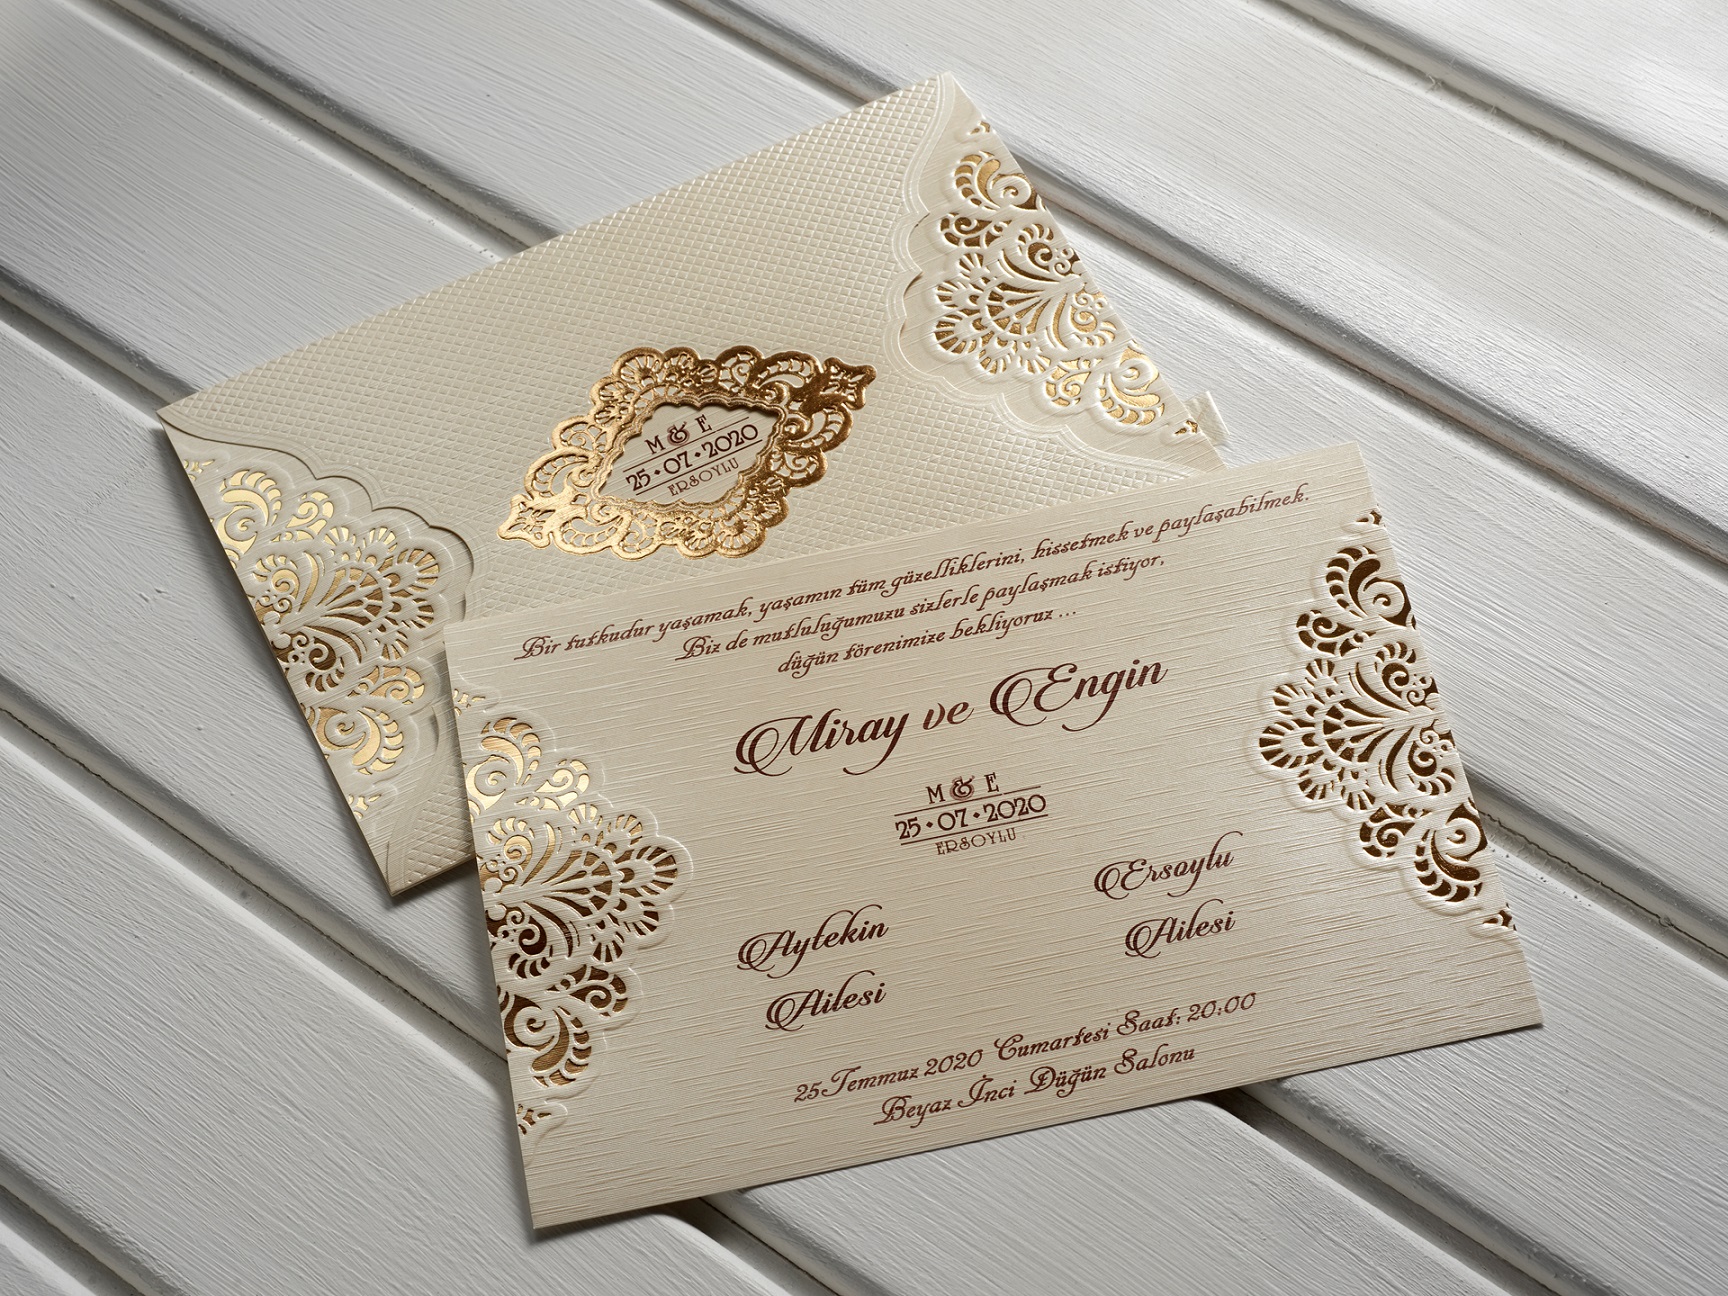 M & E
25 • 07 • 2020
ERSOYLU
Bir tutkudur yaşamak, yaşamın tüm güzelliklerini, hissetmek ve paylaşabilmek.
Biz de mutluluğumuzu sizlerle paylaşmak istiyor,
düğün törenimize bekliyoruz ...
Miray ve Engin
M & E
25 • 07 • 2020
ERSOYLU
Aytekin
Ailesi
Ersoylu
Ailesi
25 Temmuz 2020 Cumartesi Saat: 20:00
Beyaz İnci Düğün Salonu